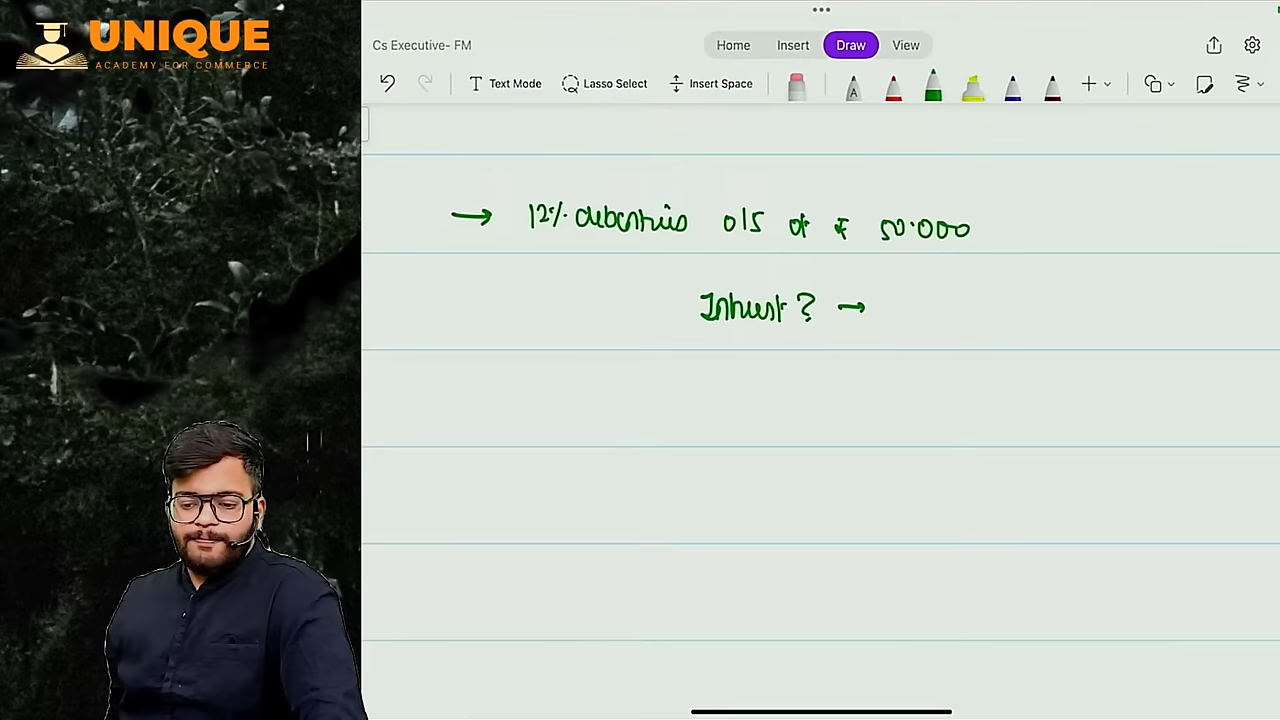 UNIQUE
ACADEMY FOR COMMERCE
Cs Executive- FM
Home Insert Draw View
Text Mode Lasso Select Insert Space
A
→ 12% debentures o/s of ₹ 50.000
Interest? →